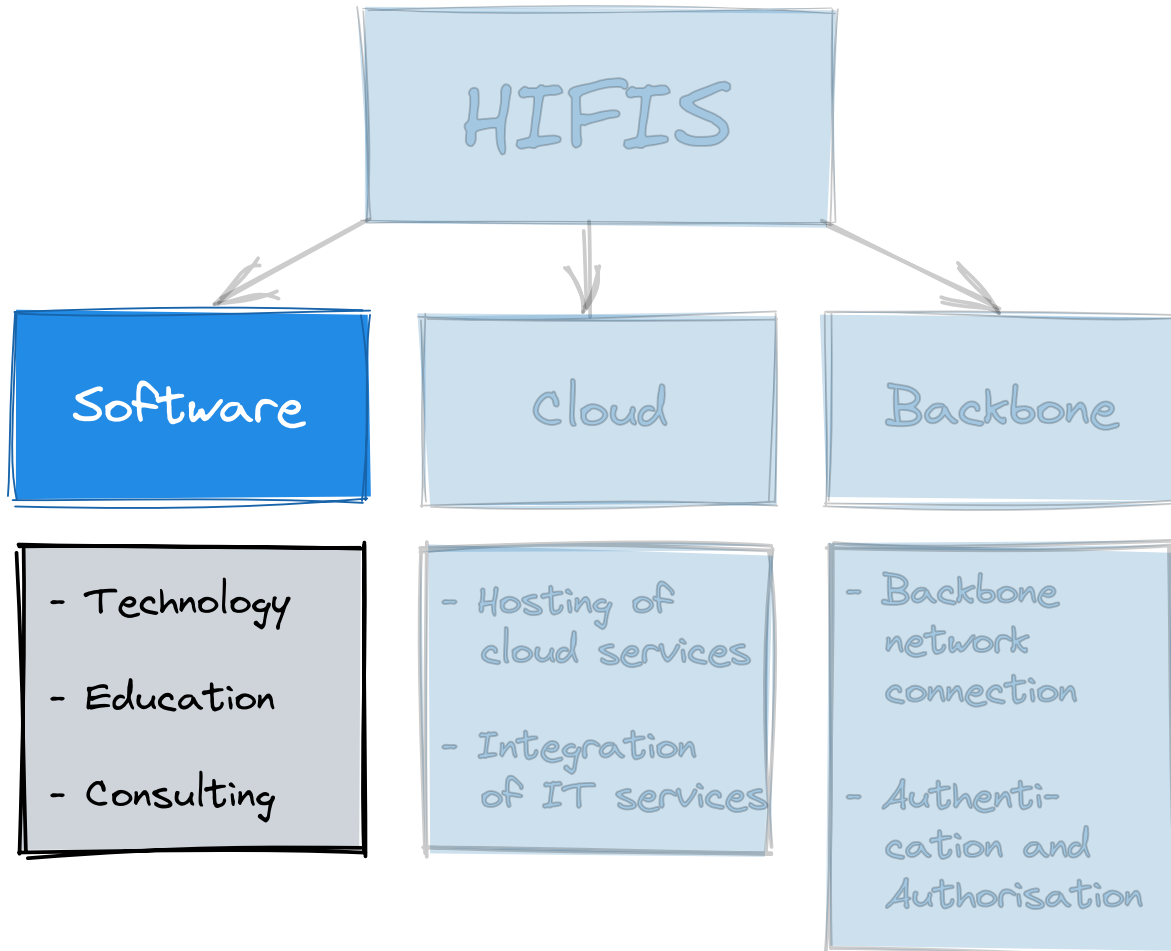 HIFIS
Software
Cloud
Backbone
- Technology
- Education
- Consulting
- Hosting of
cloud services
- Integration
of IT services
- Backbone
network
connection
- Authenti-
cation and
Authorisation